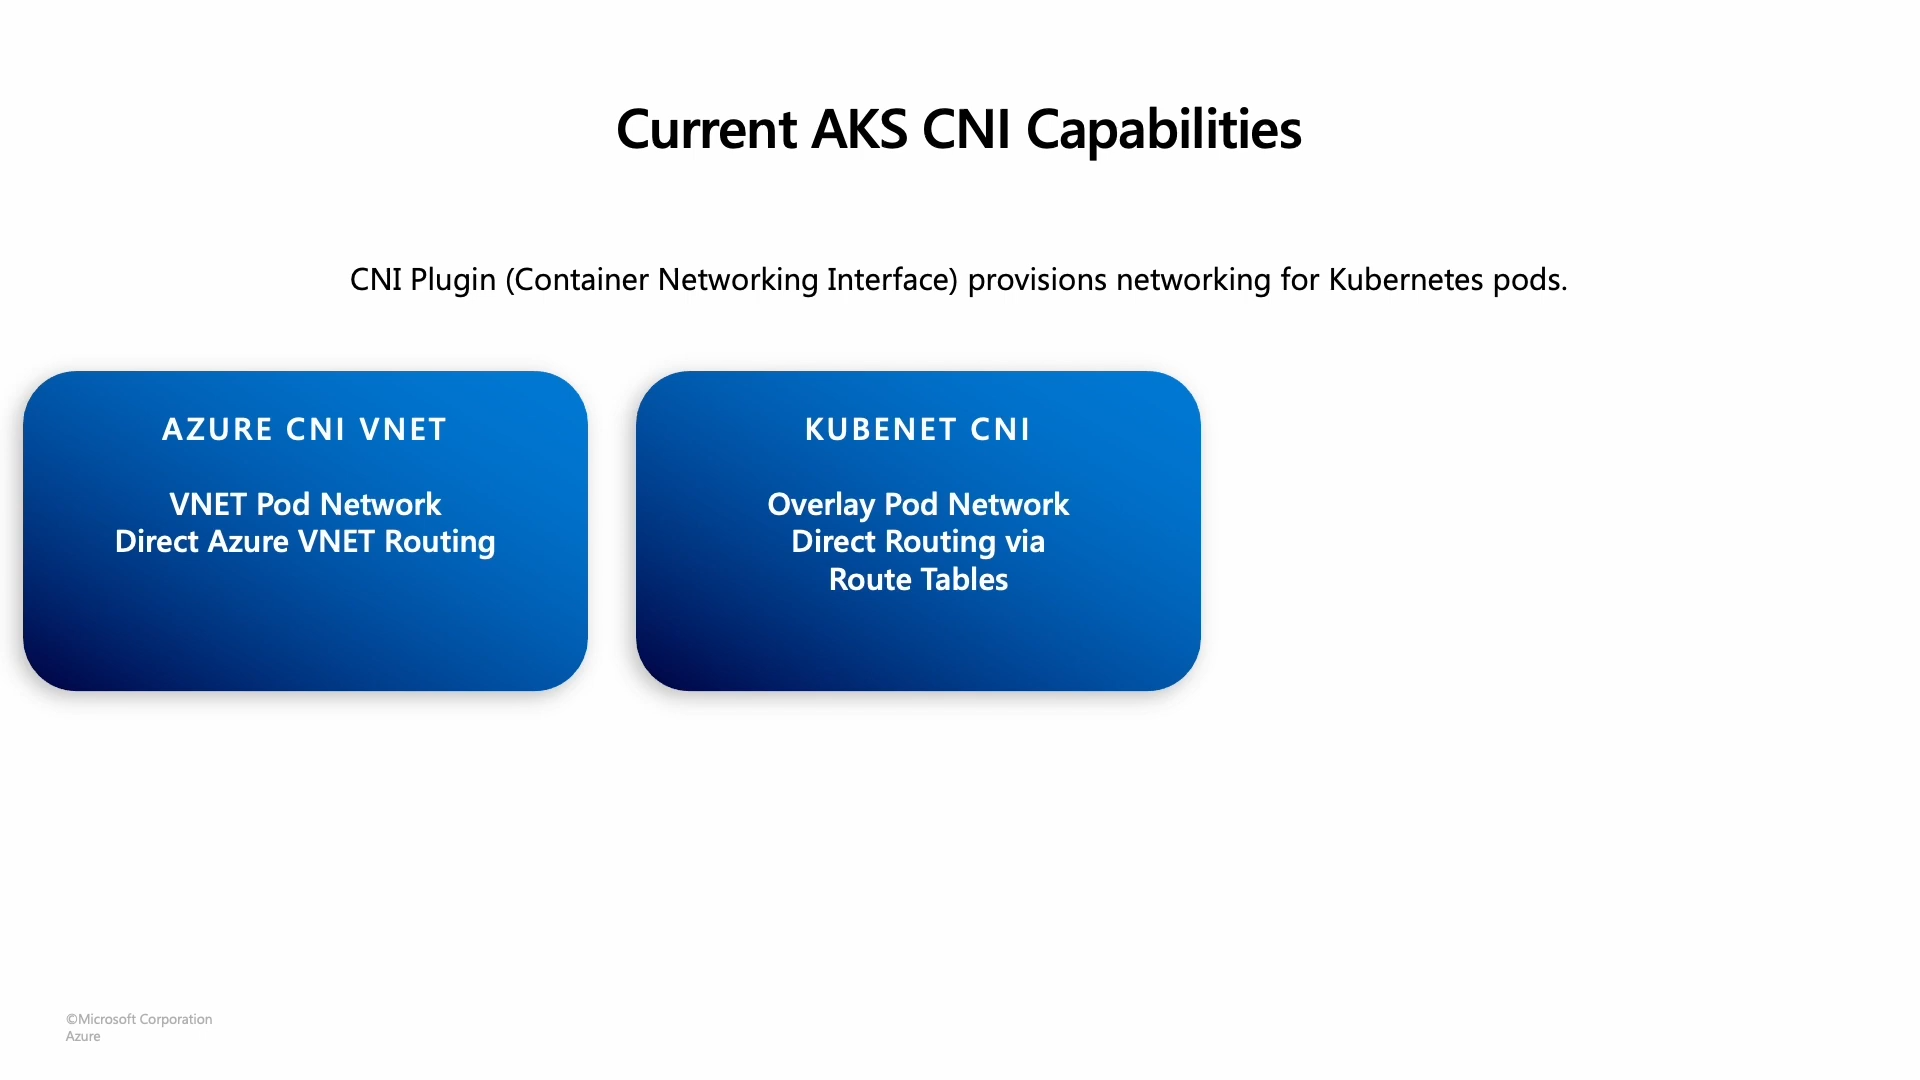 Current AKS CNI Capabilities
CNI Plugin (Container Networking Interface) provisions networking for Kubernetes pods.
AZURE CNI VNET
VNET Pod Network
Direct Azure VNET Routing
KUBENET CNI
Overlay Pod Network
Direct Routing via
Route Tables
©Microsoft Corporation
Azure